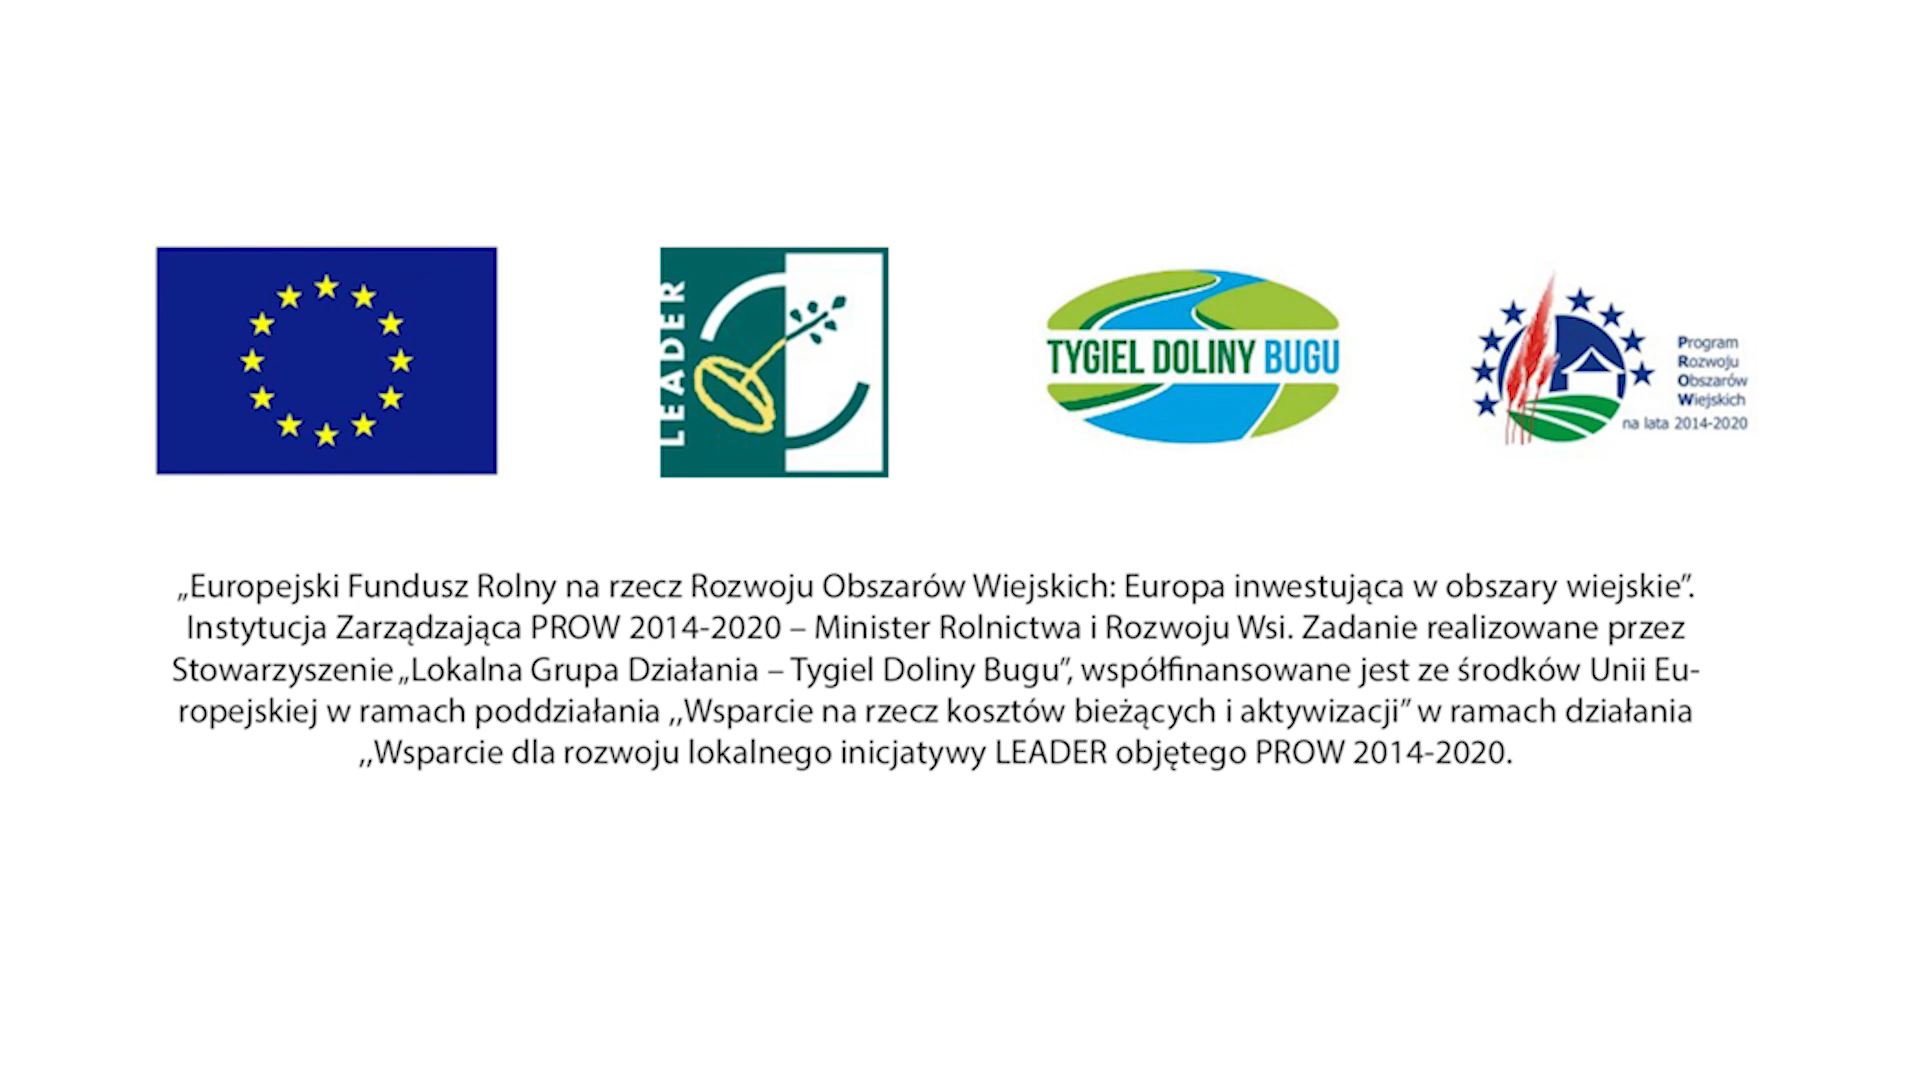 LEADER
TYGIEL DOLINY BUGU
Program
Rozwoju
Obszarów
Wiejskich
na lata 2014-2020
„Europejski Fundusz Rolny na rzecz Rozwoju Obszarów Wiejskich: Europa inwestująca w obszary wiejskie”.
Instytucja Zarządzająca PROW 2014-2020 – Minister Rolnictwa i Rozwoju Wsi. Zadanie realizowane przez
Stowarzyszenie „Lokalna Grupa Działania – Tygiel Doliny Bugu”, współfinansowane jest ze środków Unii Eu-
ropejskiej w ramach poddziałania ,,Wsparcie na rzecz kosztów bieżących i aktywizacji” w ramach działania
,,Wsparcie dla rozwoju lokalnego inicjatywy LEADER objętego PROW 2014-2020.